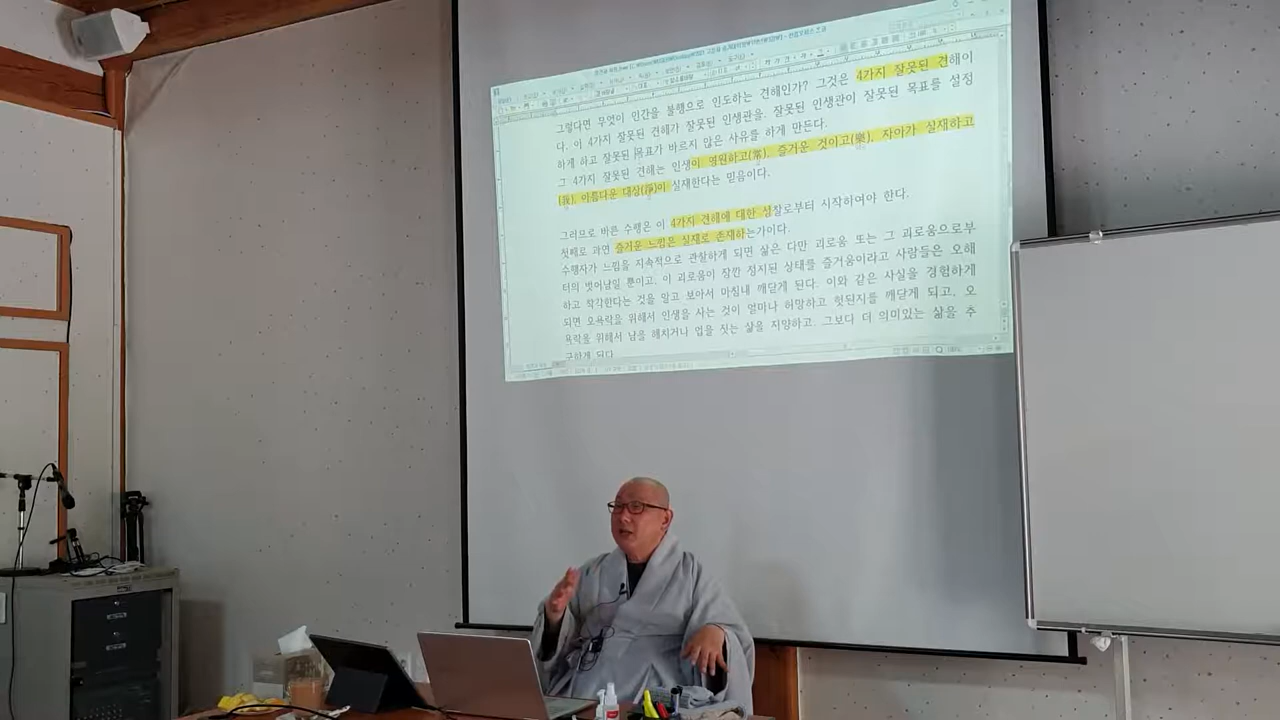 그렇다면 무엇이 인간을 불행으로 인도하는 견해인가? 그것은 4가지 잘못된 견해이
다. 이 4가지 잘못된 견해가 잘못된 인생관을, 잘못된 인생관이 잘못된 목표를 설정
하게 하고 잘못된 목표가 바르지 않은 사유를 하게 만든다.
그 4가지 잘못된 견해는 인생이 영원하고(常), 즐거운 것이고(樂), 자아가 실재하고
(我), 아름다운 대상(淨)이 실재한다는 믿음이다.
그러므로 바른 수행은 이 4가지 견해에 대한 성찰로부터 시작하여야 한다.
첫째로 과연 즐거운 느낌은 실재로 존재하는가이다.
수행자가 느낌을 지속적으로 관찰하게 되면 삶은 다만 괴로움 또는 그 괴로움으로부
터의 벗어남일 뿐이고, 이 괴로움이 잠깐 정지된 상태를 즐거움이라고 사람들은 오해
하고 착각한다는 것을 알고 보아서 마침내 깨닫게 된다. 이와 같은 사실을 경험하게
되면 오욕락을 위해서 인생을 사는 것이 얼마나 허망하고 헛된지를 깨닫게 되고, 오
욕락을 위해서 남을 해치거나 업을 짓는 삶을 지양하고, 그보다 더 의미있는 삶을 추
구하게 된다.